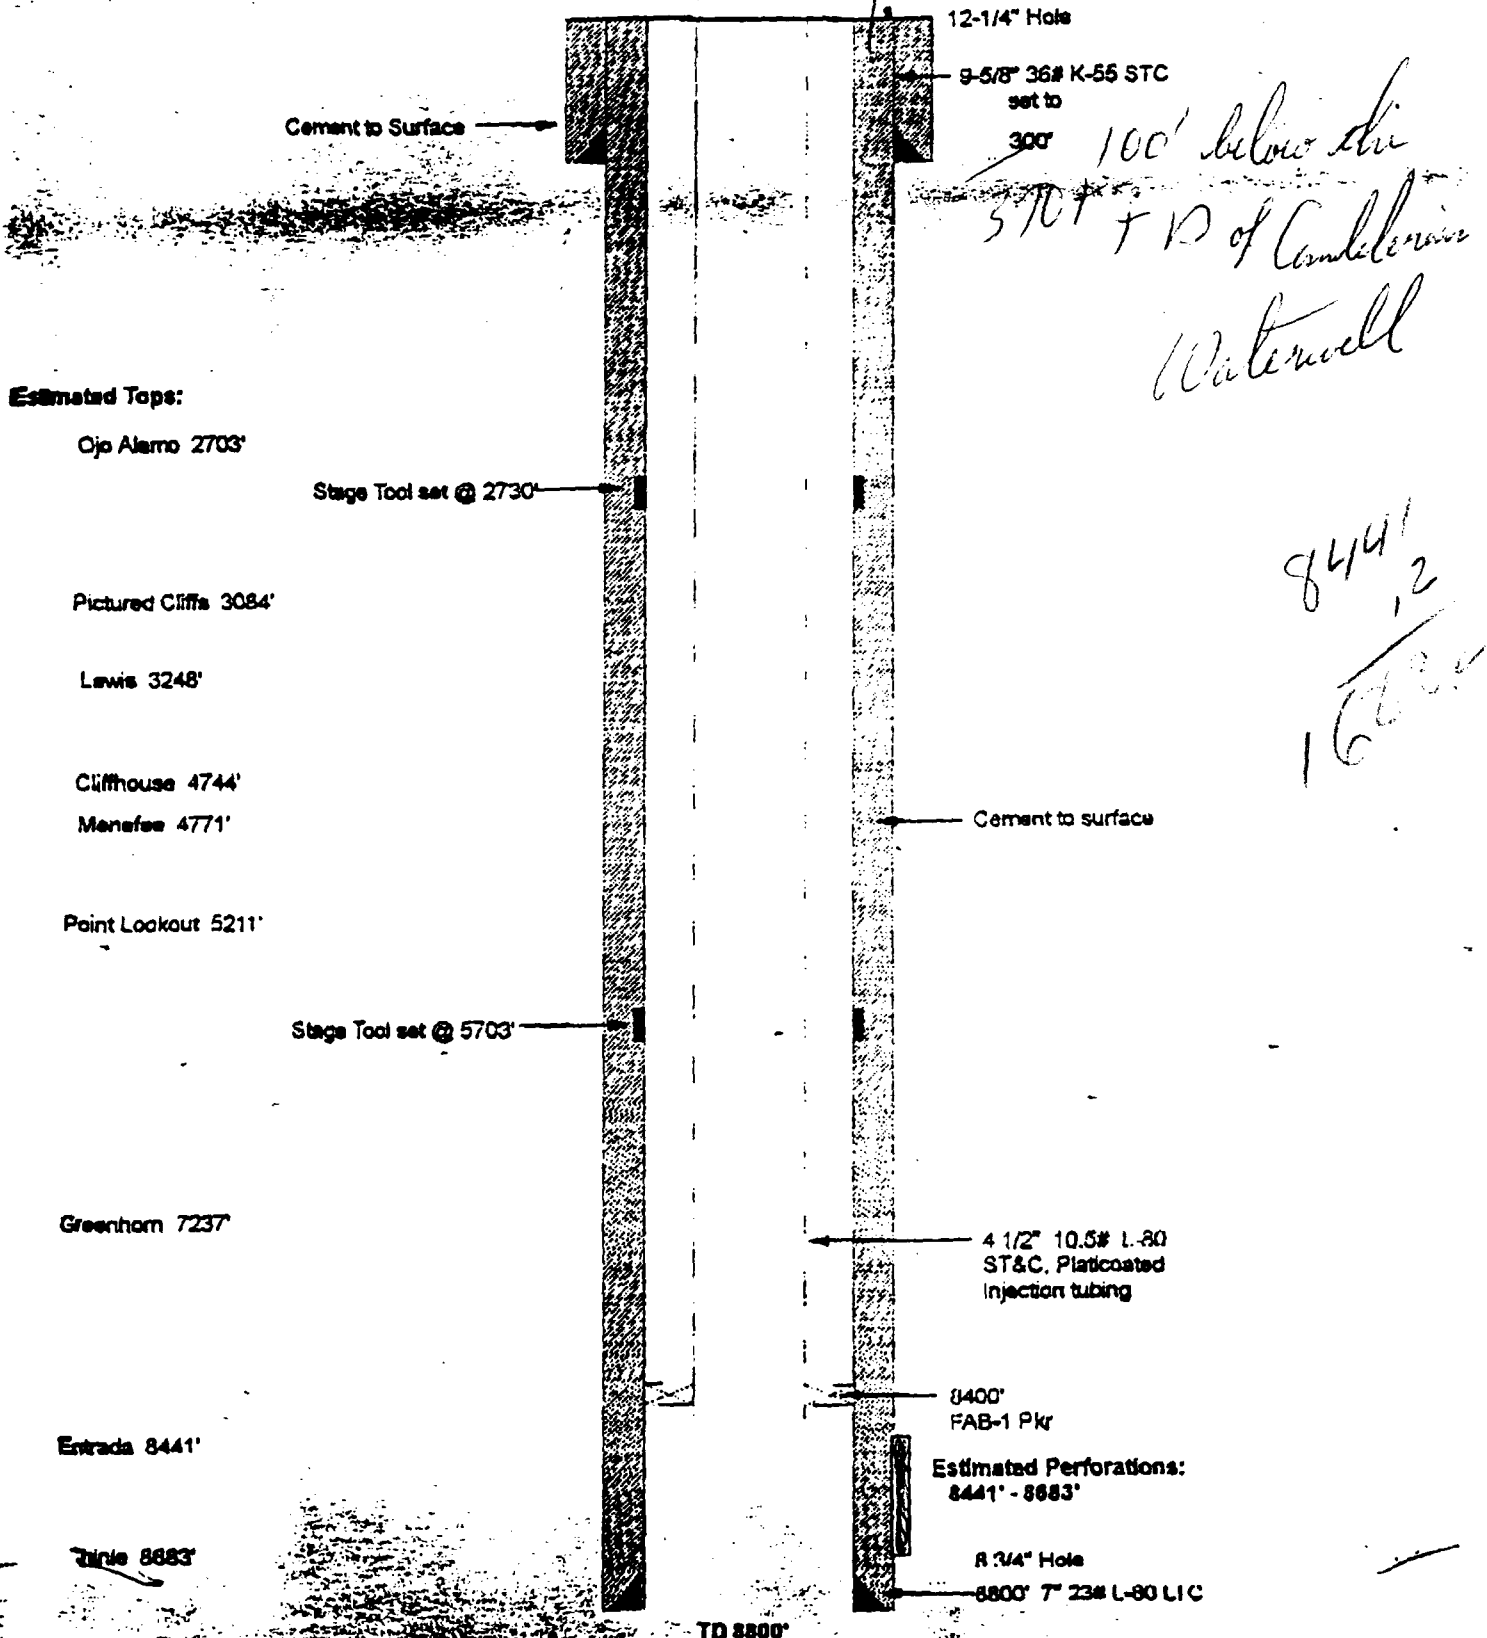 12-1/4" Hole
9-5/8" 36# K-55 STC
set to
300'
Cement to Surface
100' below
TD of
Waterwell
Estimated Tops:
Ojo Alamo 2703'
Stage Tool set @ 2730'
8441
.2
Pictured Cliffs 3084'
Lewis 3248'
Cliffhouse 4744'
Menefee 4771'
Cement to surface
Point Lookout 5211'
Stage Tool set @ 5703'
Greenhorn 7237'
4 1/2" 10.5# L-80
ST&C, Platicoated
Injection tubing
8400'
FAB-1 Pkr
Entrada 8441'
Estimated Perforations:
8441' - 8683'
8683'
8 3/4" Hole
8800' 7" 23# L-80 LTC
TD 8800'